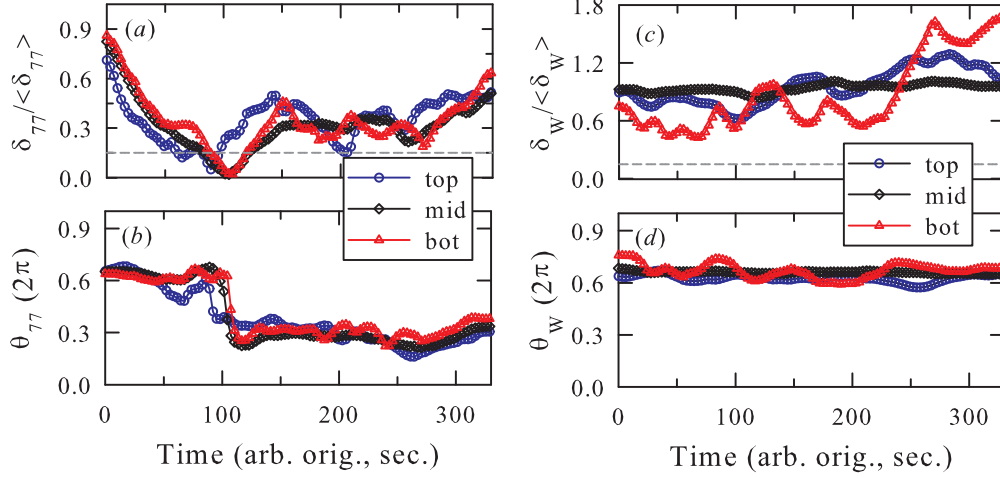 δ77/<δ77>
0.9
0.6
0.3
0.0
(a)
top
mid
bot
θ77 (2π)
0.9
0.6
0.3
0.0
(b)
0
100
200
300
Time (arb. orig., sec.)
δW/<δW>
1.8
1.2
0.6
0.0
(c)
top
mid
bot
θW (2π)
0.9
0.6
0.3
0.0
(d)
0
100
200
300
Time (arb. orig., sec.)